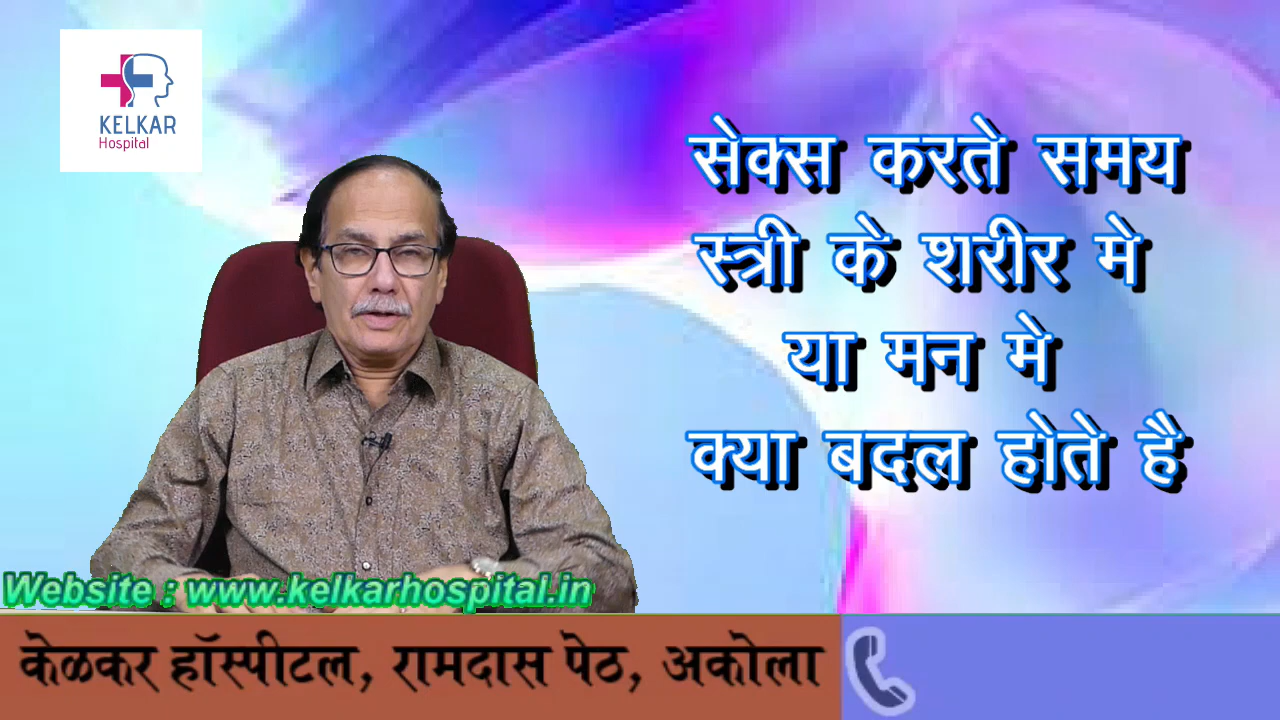 KELKAR
Hospital
सेक्स करते समय
स्त्री के शरीर मे
या मन मे
क्या बदल होते है
Website : www.kelkarhospital.in
केळकर हॉस्पीटल, रामदास पेठ, अकोला